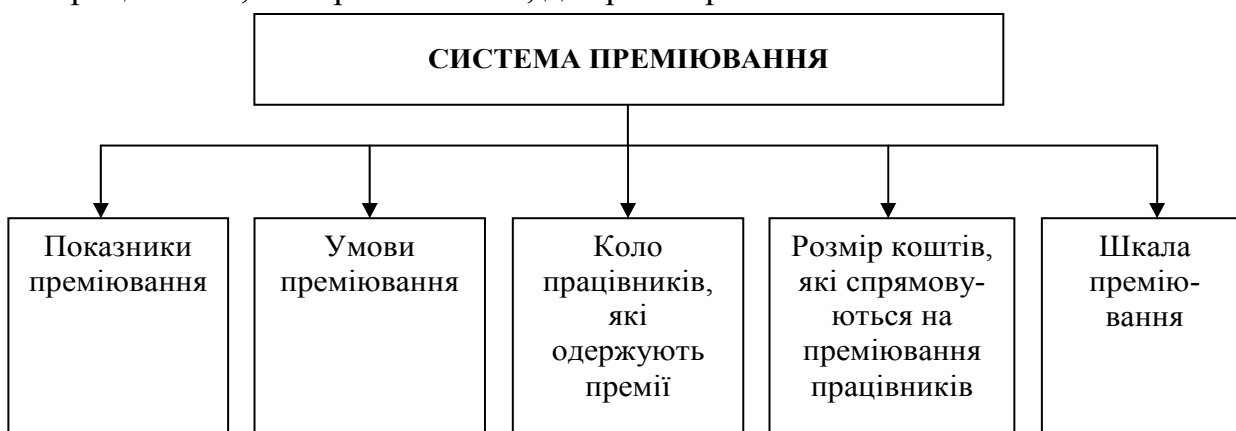 СИСТЕМА ПРЕМІЮВАННЯ
Показники
преміювання
Умови
преміювання
Коло
працівників,
які
одержують
премії
Розмір коштів,
які спрямову-
ються на
преміювання
працівників
Шкала
премію-
вання